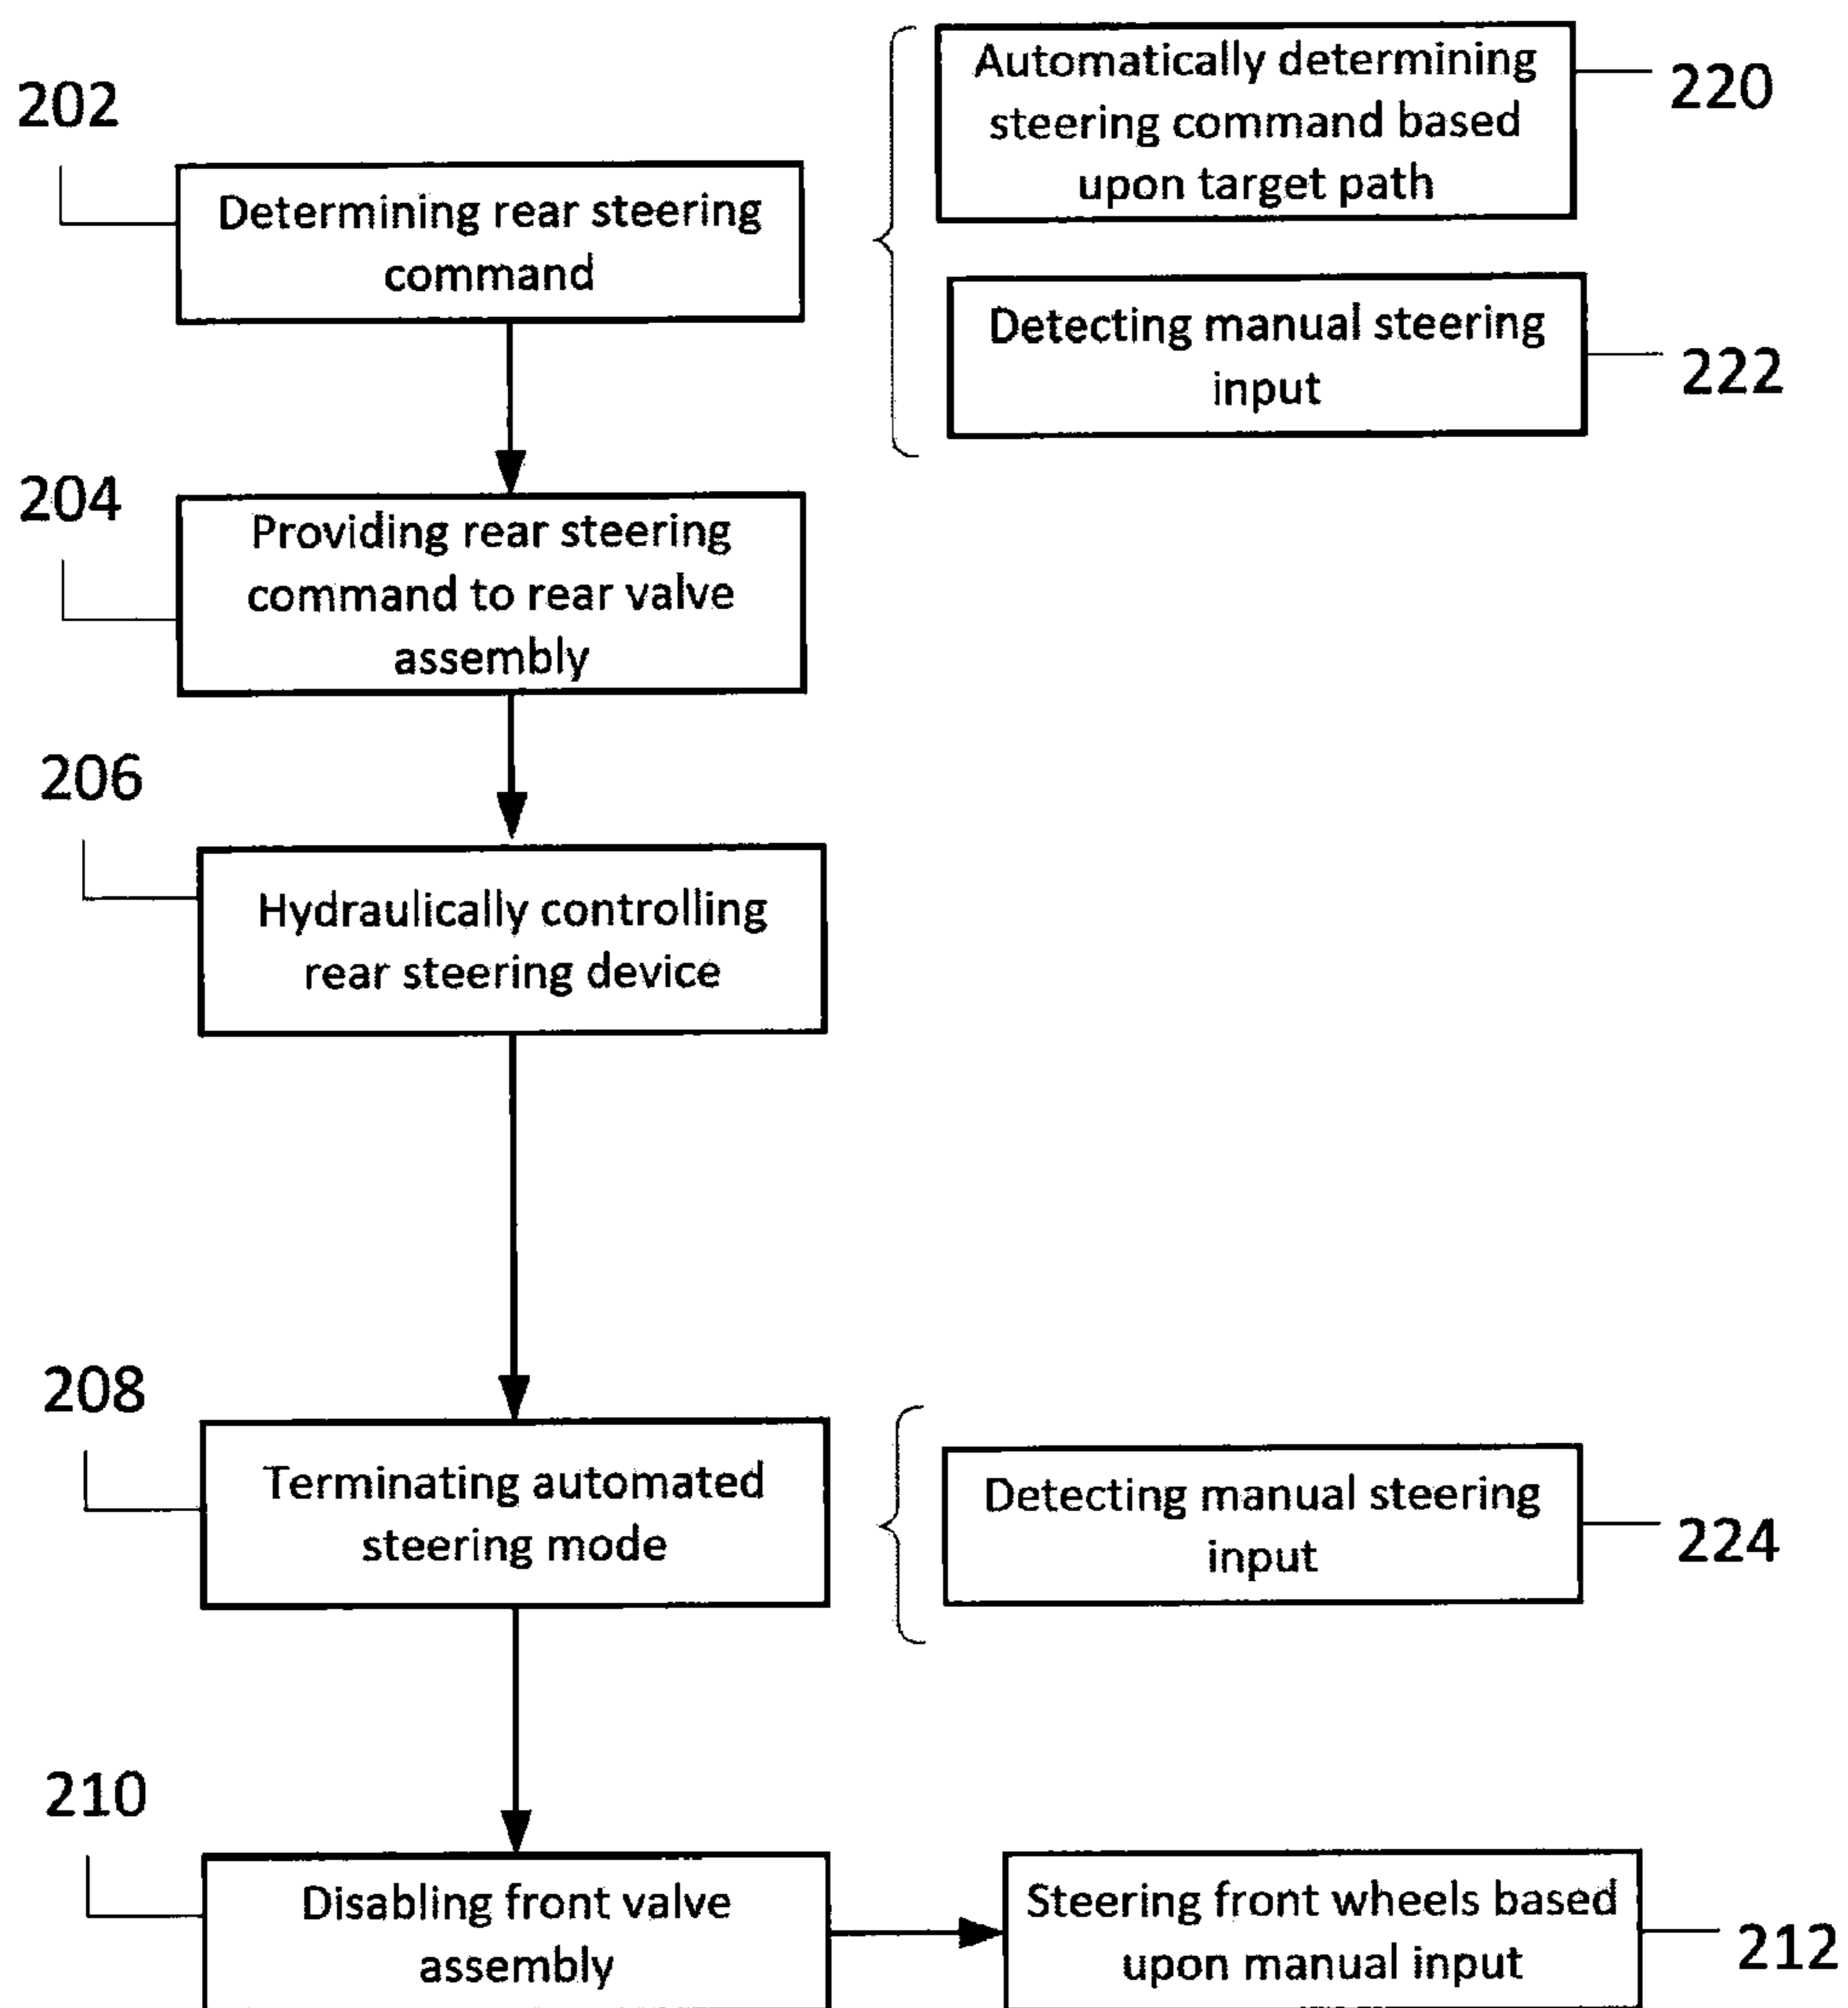 202
Determining rear steering
command
Automatically determining
steering command based
upon target path
220
Detecting manual steering
input
222
204
Providing rear steering
command to rear valve
assembly
206
Hydraulically controlling
rear steering device
208
Terminating automated
steering mode
Detecting manual steering
input
224
210
Disabling front valve
assembly
Steering front wheels based
upon manual input
212